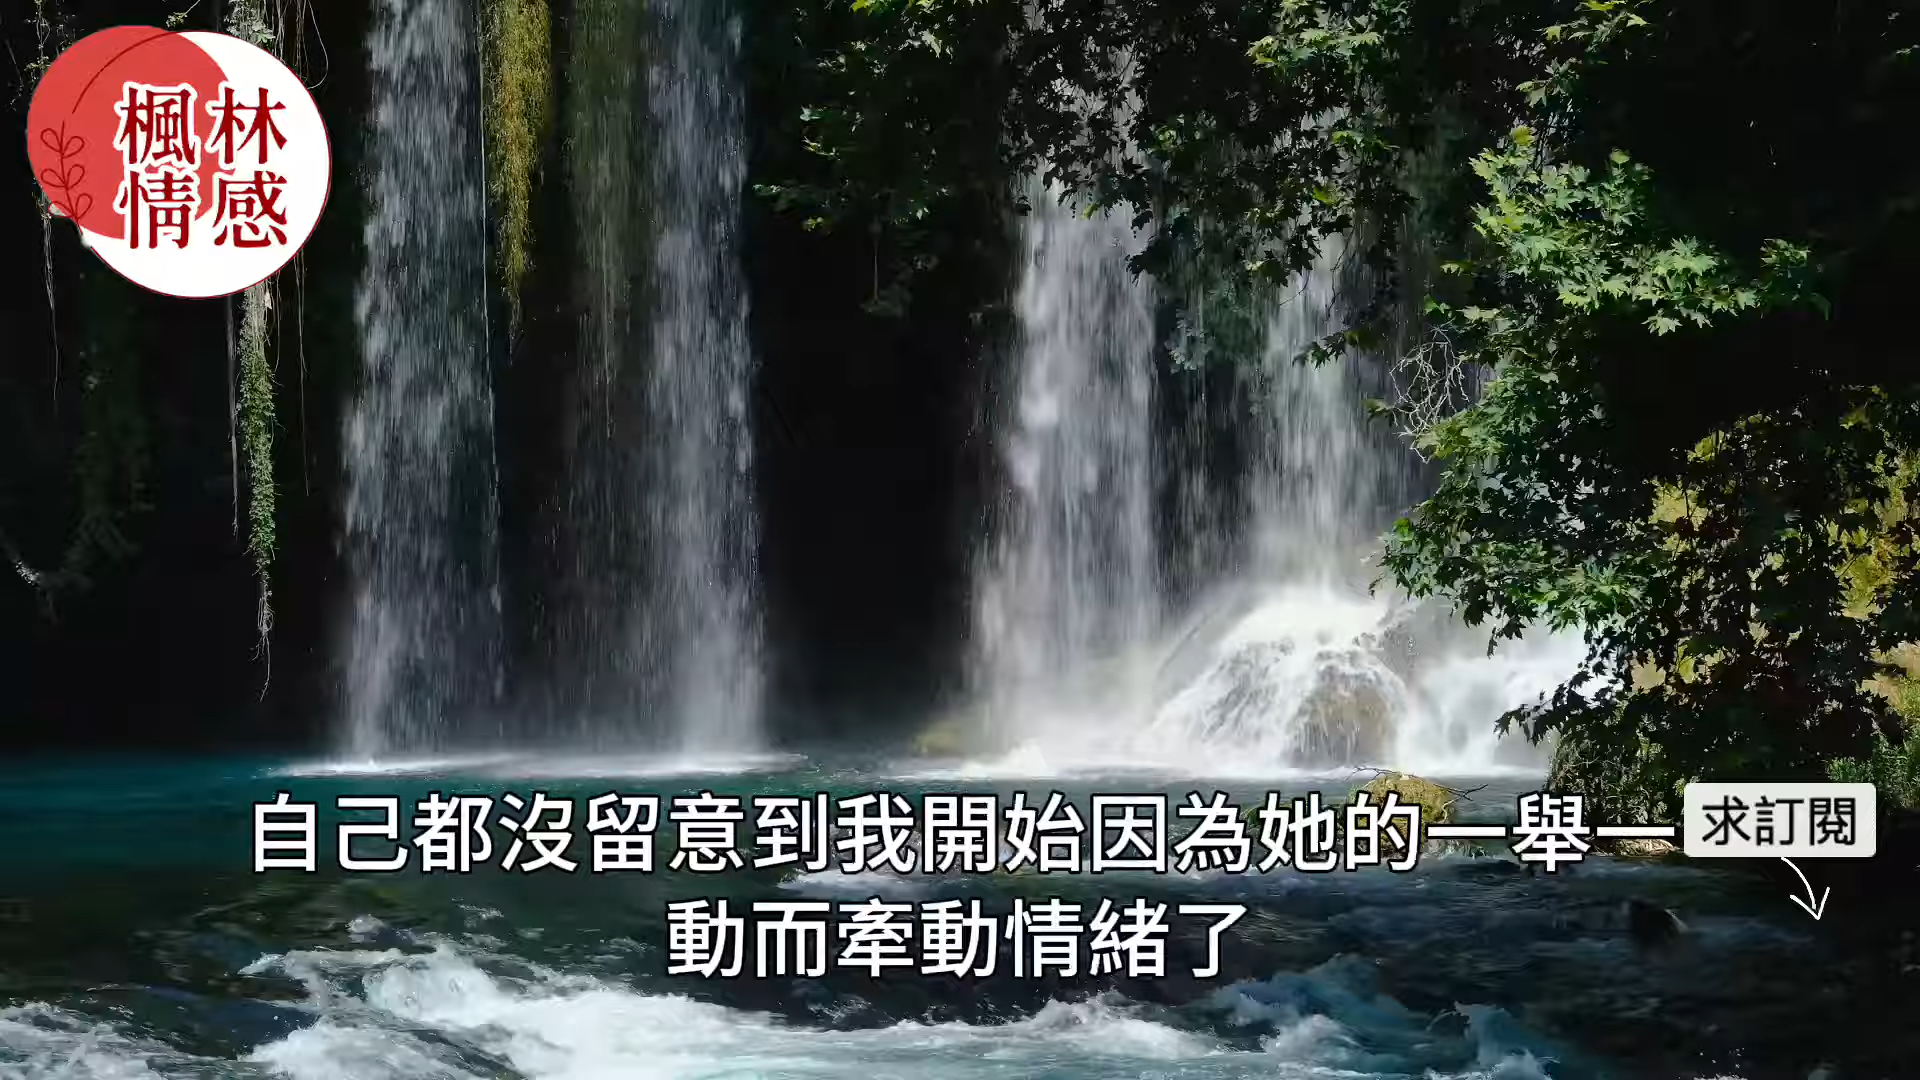 楓林
情感
自己都沒留意到我開始因為她的一舉一
動而牽動情緒了
求訂閱